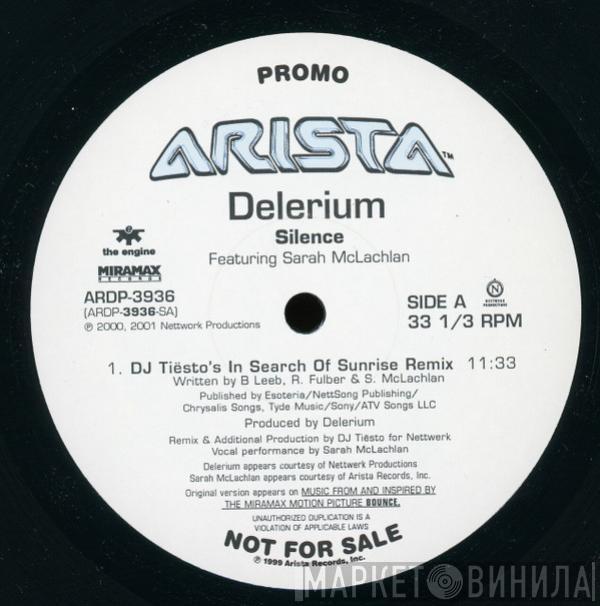 PROMO
ARISTA™
Delerium
Silence
Featuring Sarah McLachlan
the engine
MIRAMAX
RECORDS
ARDP-3936
(ARDP-3936-SA)
℗ 2000, 2001 Nettwork Productions
N
NETTWERK
PRODUCTIONS
SIDE A
33 1/3 RPM
1. DJ Tiësto's In Search Of Sunrise Remix 11:33
Written by B Leeb, R. Fulber & S. McLachlan
Published by Esoteria/NettSong Publishing/
Chrysalis Songs, Tyde Music/Sony/ATV Songs LLC
Produced by Delerium
Remix & Additional Production by DJ Tiësto for Nettwerk
Vocal performance by Sarah McLachlan
Delerium appears courtesy of Nettwerk Productions
Sarah McLachlan appears courtesy of Arista Records, Inc.
Original version appears on MUSIC FROM AND INSPIRED BY
THE MIRAMAX MOTION PICTURE BOUNCE.
UNAUTHORIZED DUPLICATION IS A
VIOLATION OF APPLICABLE LAWS
NOT FOR SALE
℗ 1999 Arista Records, Inc.
МАРКЕТ ВИНИЛА